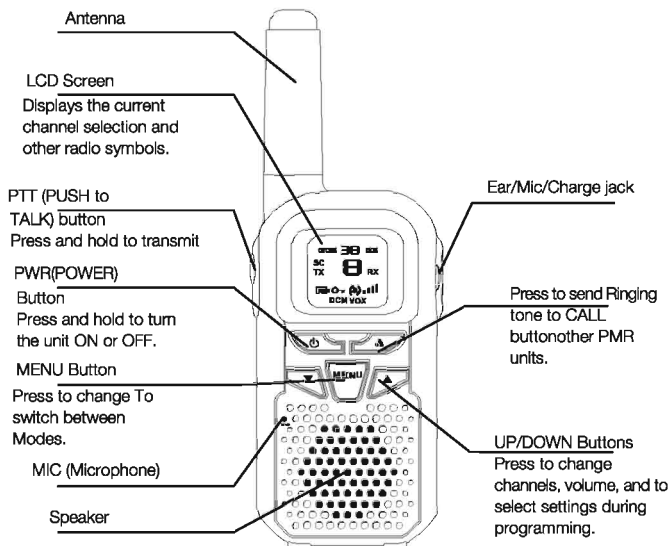 Antenna
LCD Screen
Displays the current
channel selection and
other radio symbols.
PTT (PUSH to
TALK) button
Press and hold to transmit
PWR(POWER)
Button
Press and hold to turn
the unit ON or OFF.
MENU Button
Press to change To
switch between
Modes.
MIC (Microphone)
Speaker
38
SC
TX 8 RX
DCM VOX
MENU
Ear/Mic/Charge jack
Press to send Ringing
tone to CALL
buttonother PMR
units.
UP/DOWN Buttons
Press to change
channels, volume, and to
select settings during
programming.